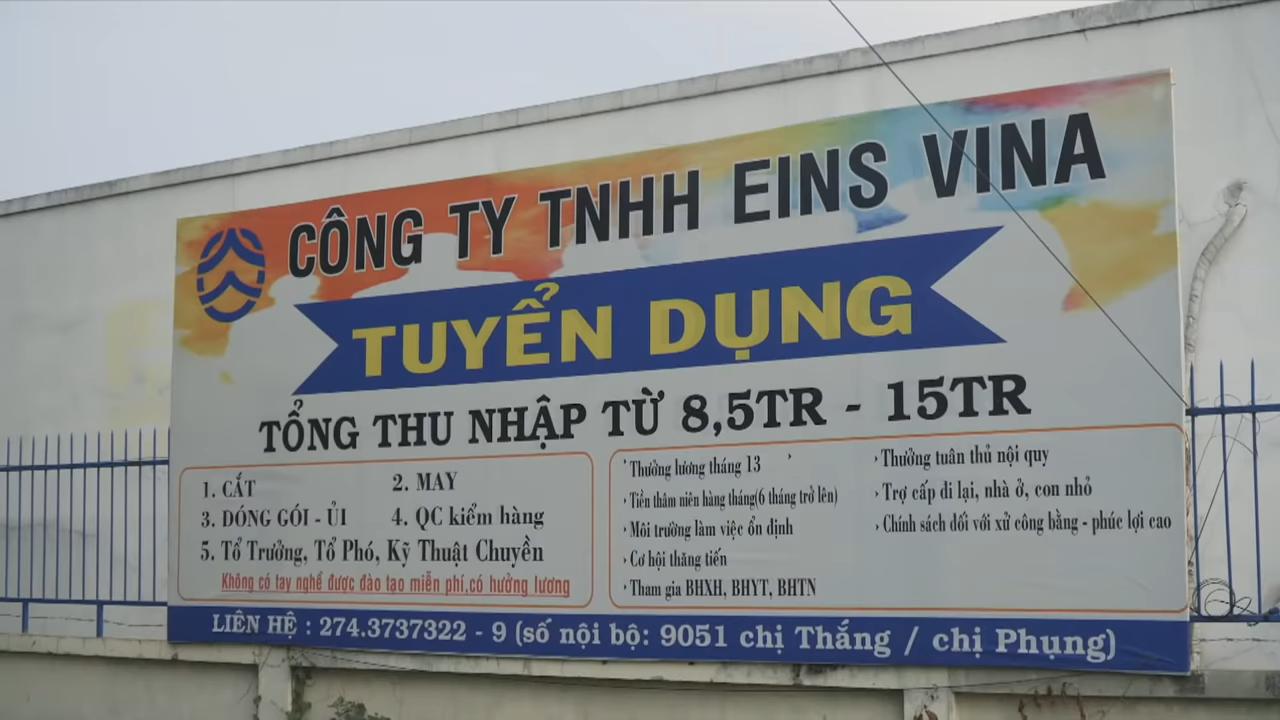 CÔNG TY TNHH EINS VINA
TUYỂN DỤNG
TỔNG THU NHẬP TỪ 8,5TR - 15TR
1. CẮT 2. MAY
3. ĐÓNG GÓI - ỦI 4. QC kiểm hàng
5. Tổ Trưởng, Tổ Phó, Kỹ Thuật Chuyền
Không có tay nghề được đào tạo miễn phí,có hưởng lương
Thưởng lương tháng 13
Tiền thâm niên hàng tháng(6 tháng trở lên)
Môi trường làm việc ổn định
Cơ hội thăng tiến
Tham gia BHXH, BHYT, BHTN
Thưởng tuân thủ nội quy
Trợ cấp đi lại, nhà ở, con nhỏ
Chính sách đối với xử công bằng - phúc lợi cao
LIÊN HỆ : 274.3737322 - 9 (số nội bộ: 9051 chị Thắng / chị Phụng)